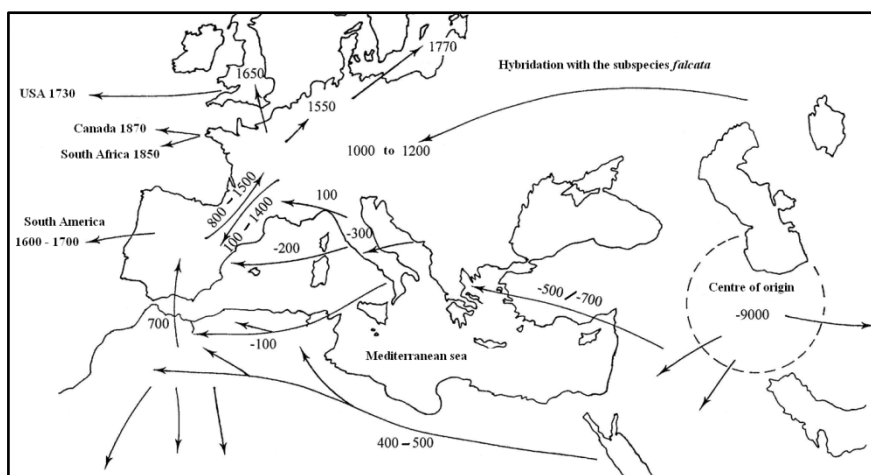 1770
Hybridation with the subspecies falcata
1650
USA 1730
1550
Canada 1870
South Africa 1850
1000 to 1200
800 – 1500
100 – 1400
100
South America
1600 - 1700
-300
-200
-500 / -700
Centre of origin
-9000
700
-100
Mediterranean sea
400 – 500